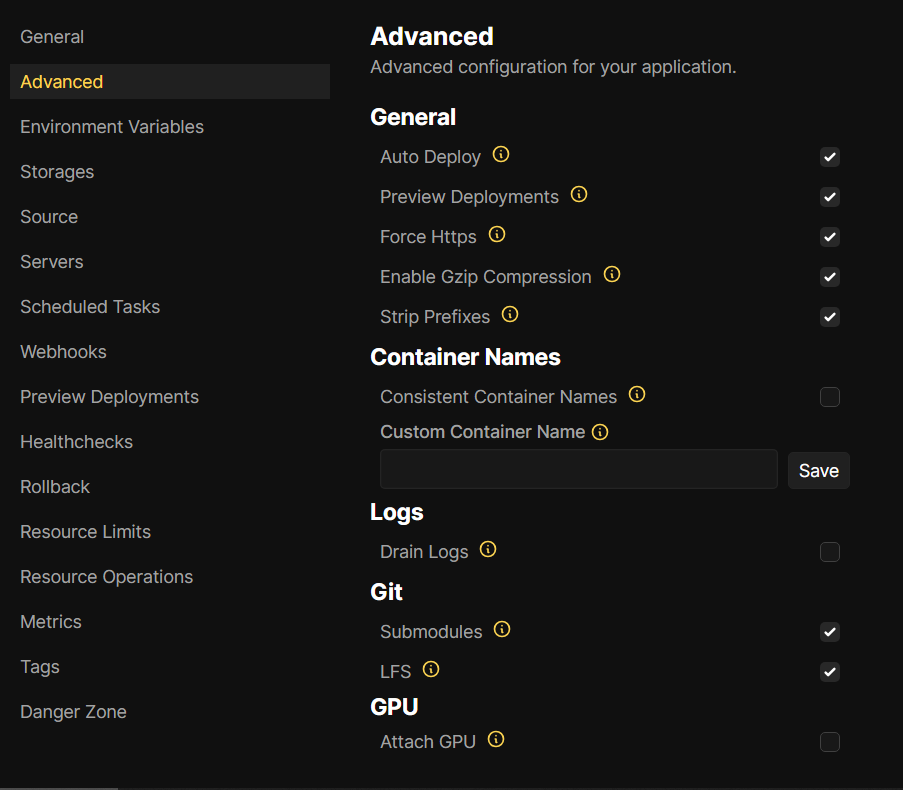 General
Advanced
Environment Variables
Storages
Source
Servers
Scheduled Tasks
Webhooks
Preview Deployments
Healthchecks
Rollback
Resource Limits
Resource Operations
Metrics
Tags
Danger Zone
Advanced
Advanced configuration for your application.
General
Auto Deploy
Preview Deployments
Force Https
Enable Gzip Compression
Strip Prefixes
Container Names
Consistent Container Names
Custom Container Name
Save
Logs
Drain Logs
Git
Submodules
LFS
GPU
Attach GPU